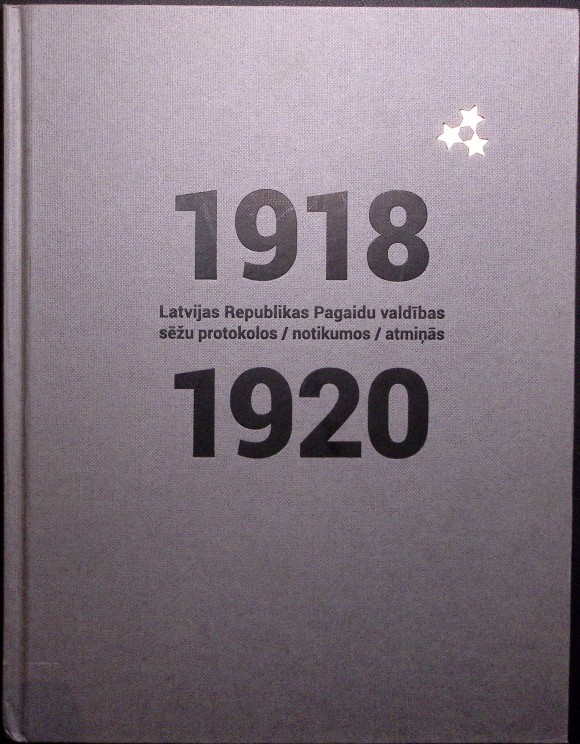 1918
Latvijas Republikas Pagaidu valdības
sēžu protokolos / notikumos / atmiņās
1920